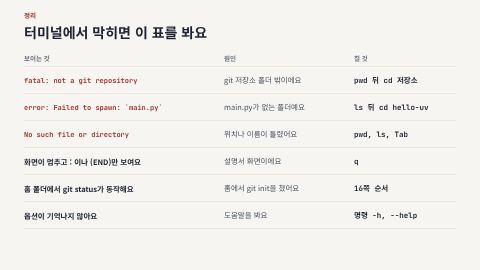 정리
터미널에서 막히면 이 표를 봐요
보이는 것 원인 칠 것
fatal: not a git repository git 저장소 폴더 밖이에요 pwd 뒤 cd 저장소
error: Failed to spawn: `main.py` main.py가 없는 폴더예요 ls 뒤 cd hello-uv
No such file or directory 위치나 이름이 틀렸어요 pwd, ls, Tab
화면이 멈추고 : 이나 (END)만 보여요 설명서 화면이에요 q
홈 폴더에서 git status가 동작해요 홈에서 git init을 했어요 16쪽 순서
옵션이 기억나지 않아요 도움말을 봐요 명령 -h, --help